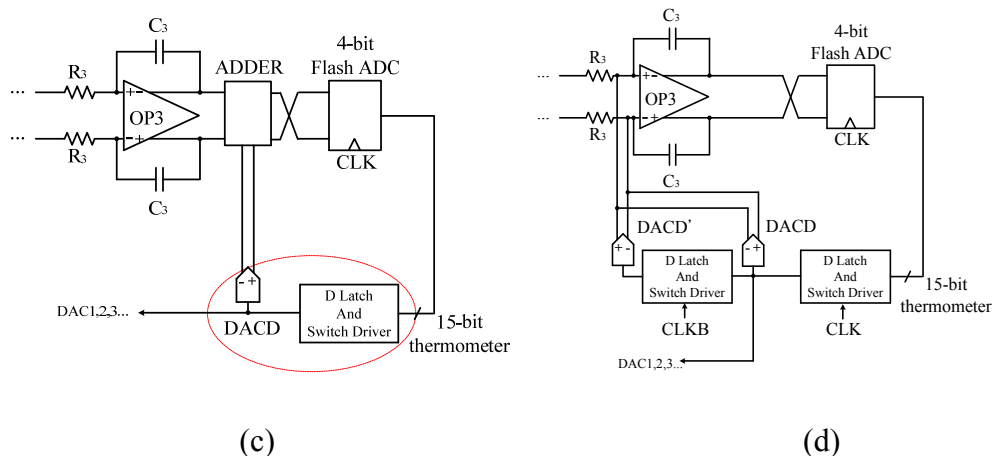 C3
4-bit
Flash ADC
R3
ADDER
...
+ -
OP3
- +
...
R3
CLK
C3
- +
D Latch
And
Switch Driver
DAC1,2,3...
DACD
15-bit
thermometer
(c)
C3
4-bit
Flash ADC
R3
...
+ -
OP3
- +
...
R3
CLK
C3
DACD'
DACD
+ -
- +
D Latch
And
Switch Driver
D Latch
And
Switch Driver
15-bit
thermometer
CLKB
CLK
DAC1,2,3...
(d)